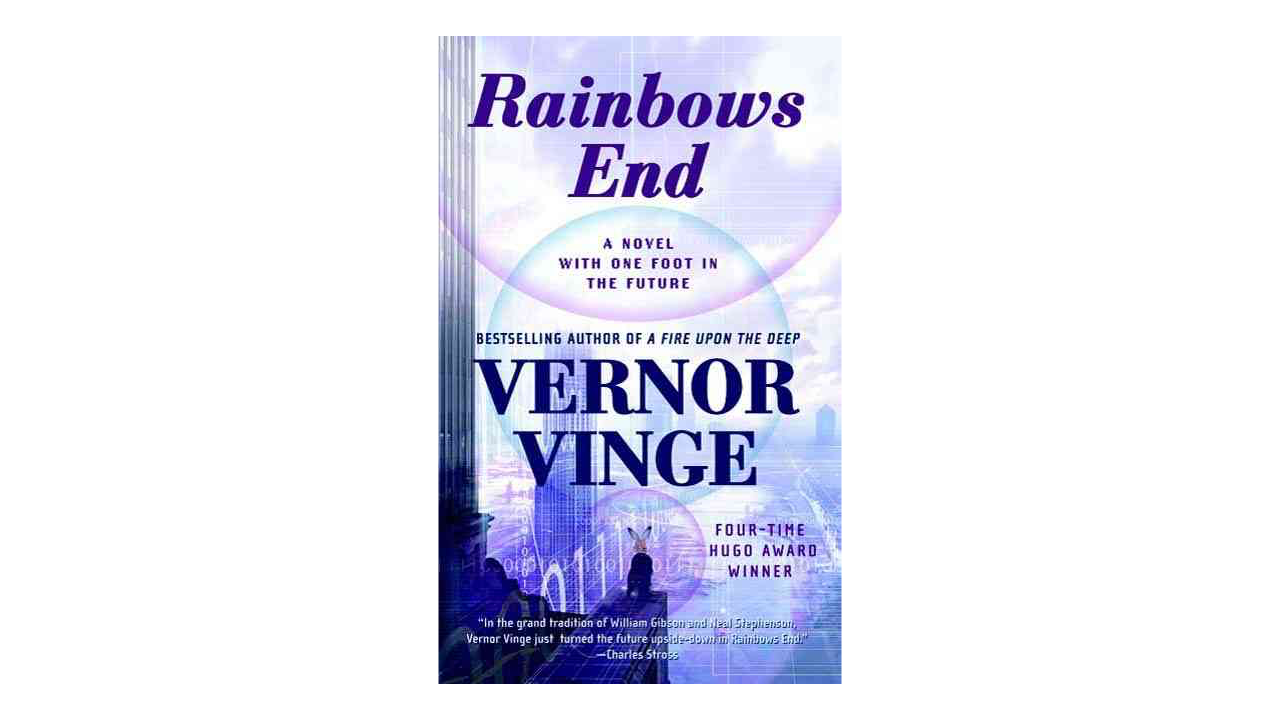 Rainbows
End
A NOVEL
WITH ONE FOOT IN
THE FUTURE
BESTSELLING AUTHOR OF A FIRE UPON THE DEEP
VERNOR
VINGE
FOUR-TIME
HUGO AWARD
WINNER
“In the grand tradition of William Gibson and Neal Stephenson,
Vernor Vinge just turned the future upside-down in Rainbows End.”
—Charles Stross